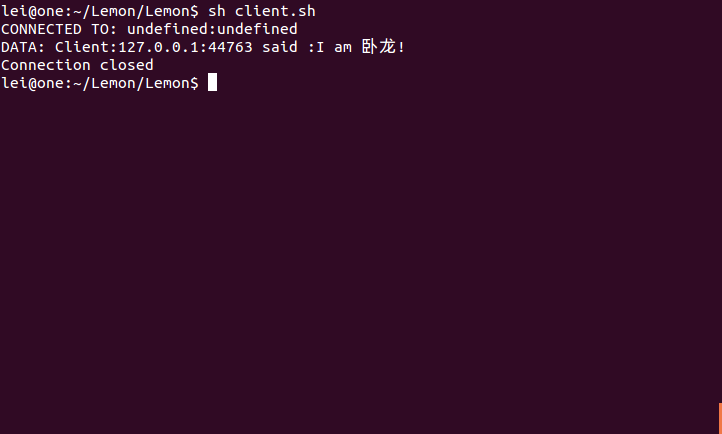 lei@one:~/Lemon/Lemon$ sh client.sh
CONNECTED TO: undefined:undefined
DATA: Client:127.0.0.1:44763 said :I am 卧龙!
Connection closed
lei@one:~/Lemon/Lemon$